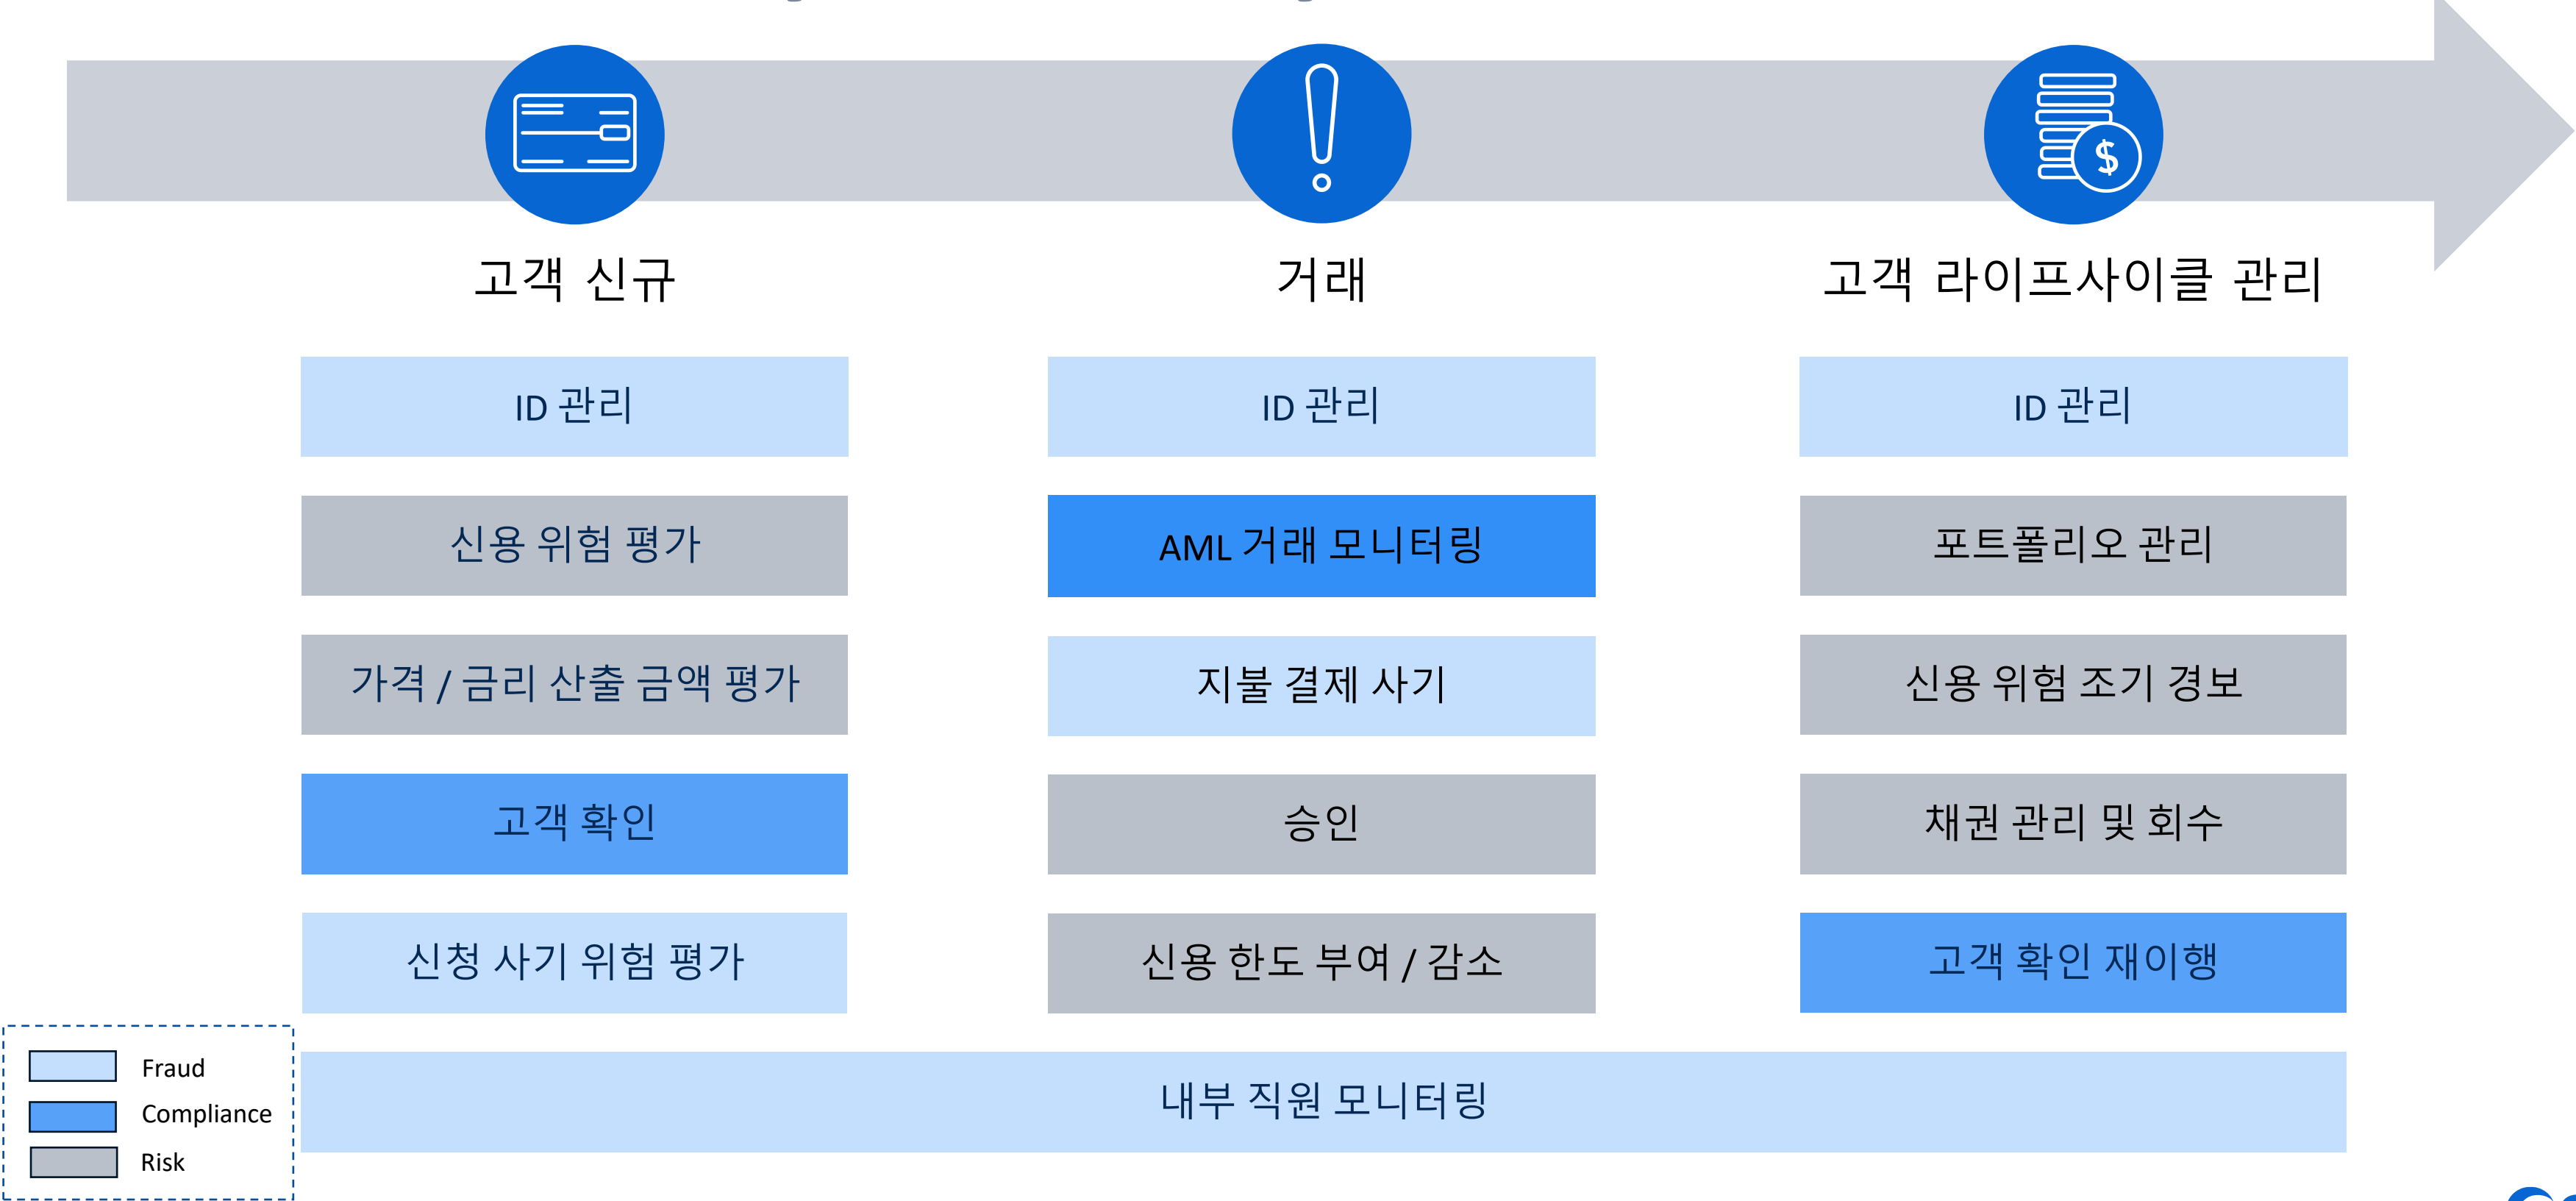 고객 신규
거래
고객 라이프사이클 관리
ID 관리
ID 관리
ID 관리
신용 위험 평가
AML 거래 모니터링
포트폴리오 관리
가격 / 금리 산출 금액 평가
지불 결제 사기
신용 위험 조기 경보
고객 확인
승인
채권 관리 및 회수
신청 사기 위험 평가
신용 한도 부여 / 감소
고객 확인 재이행
내부 직원 모니터링
Fraud
Compliance
Risk
$